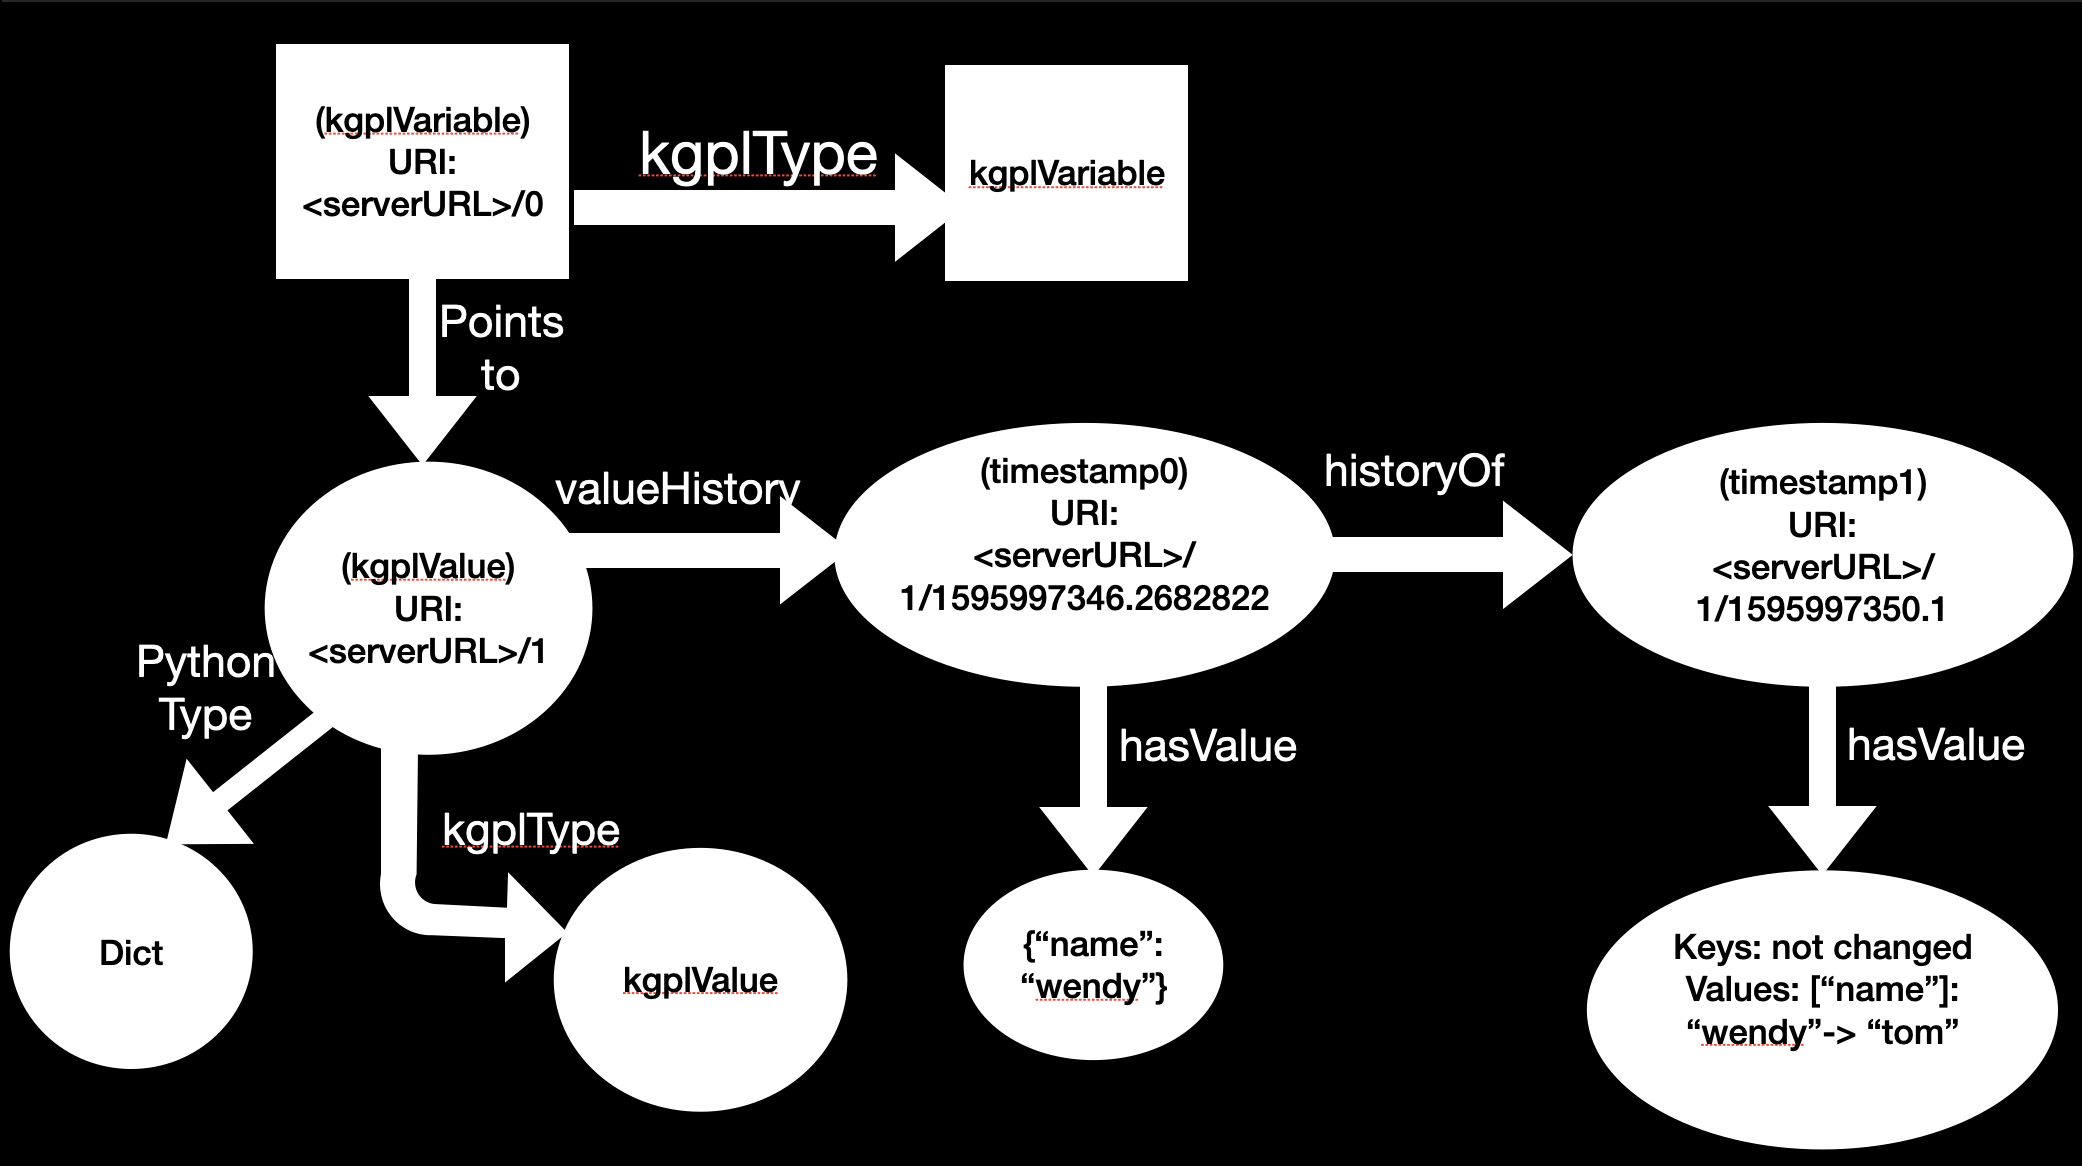 (kgplVariable)
URI:
<serverURL>/0
kgplType
kgplVariable
Points
to
(kgplValue)
URI:
<serverURL>/1
valueHistory
(timestamp0)
URI:
<serverURL>/
1/1595997346.2682822
historyOf
(timestamp1)
URI:
<serverURL>/
1/1595997350.1
Python
Type
Dict
kgplType
kgplValue
hasValue
{“name”:
“wendy”}
hasValue
Keys: not changed
Values: [“name”]:
“wendy”-> “tom”